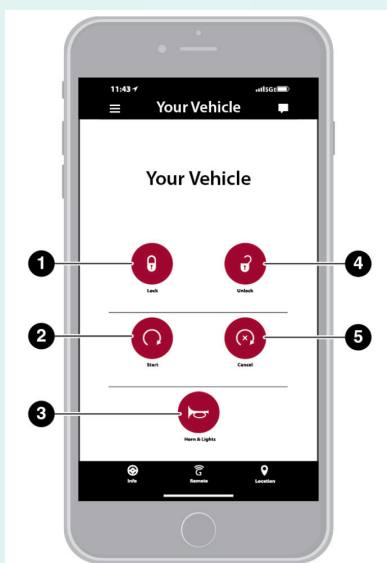 11:43
5GE
Your Vehicle
Your Vehicle
1
4
Lock
Unlock
2
5
Start
Cancel
3
Horn & Lights
G
Info
Remote
Location